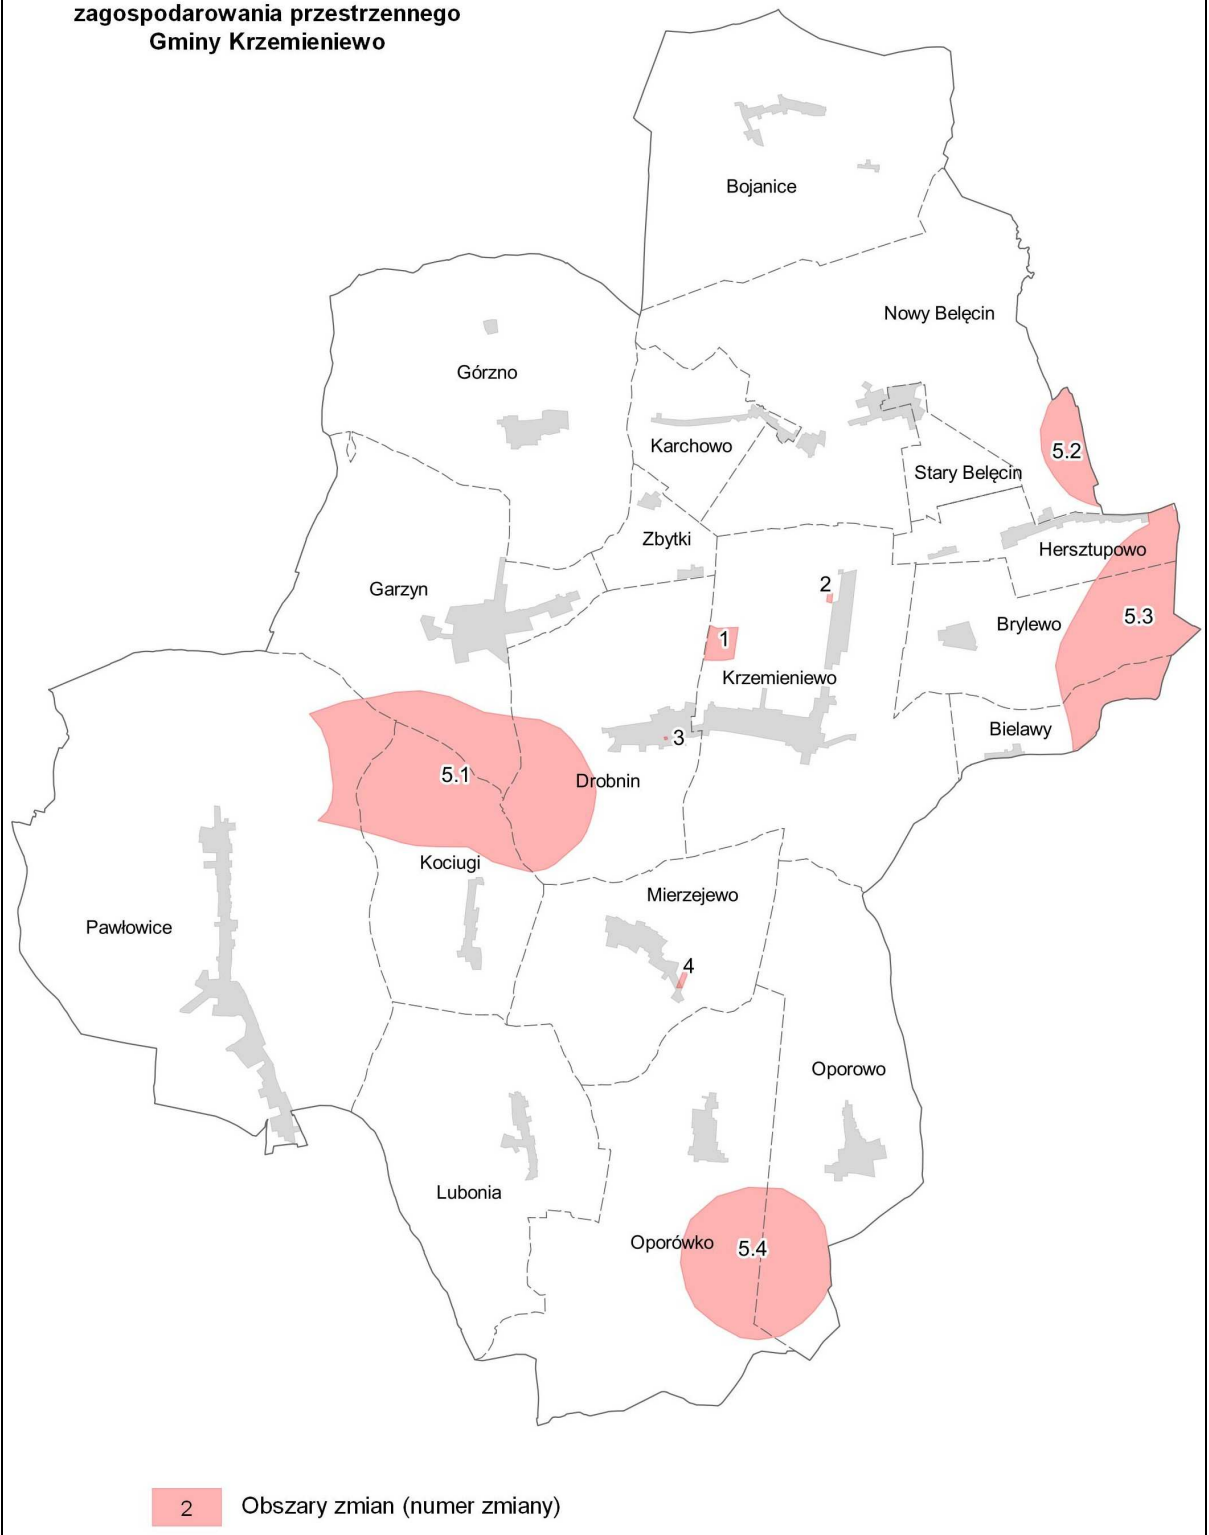 zagospodarowania przestrzennego
Gminy Krzemieniewo
Bojanice
Nowy Belęcin
Górzno
Karchowo
5.2
Stary Belęcin
Zbytki
Hersztupowo
Garzyn
2
5.3
Brylewo
1
Krzemieniewo
Bielawy
3
5.1
Drobnin
Kociugi
Mierzejewo
Pawłowice
4
Oporowo
Lubonia
Oporówko
5.4
2 Obszary zmian (numer zmiany)